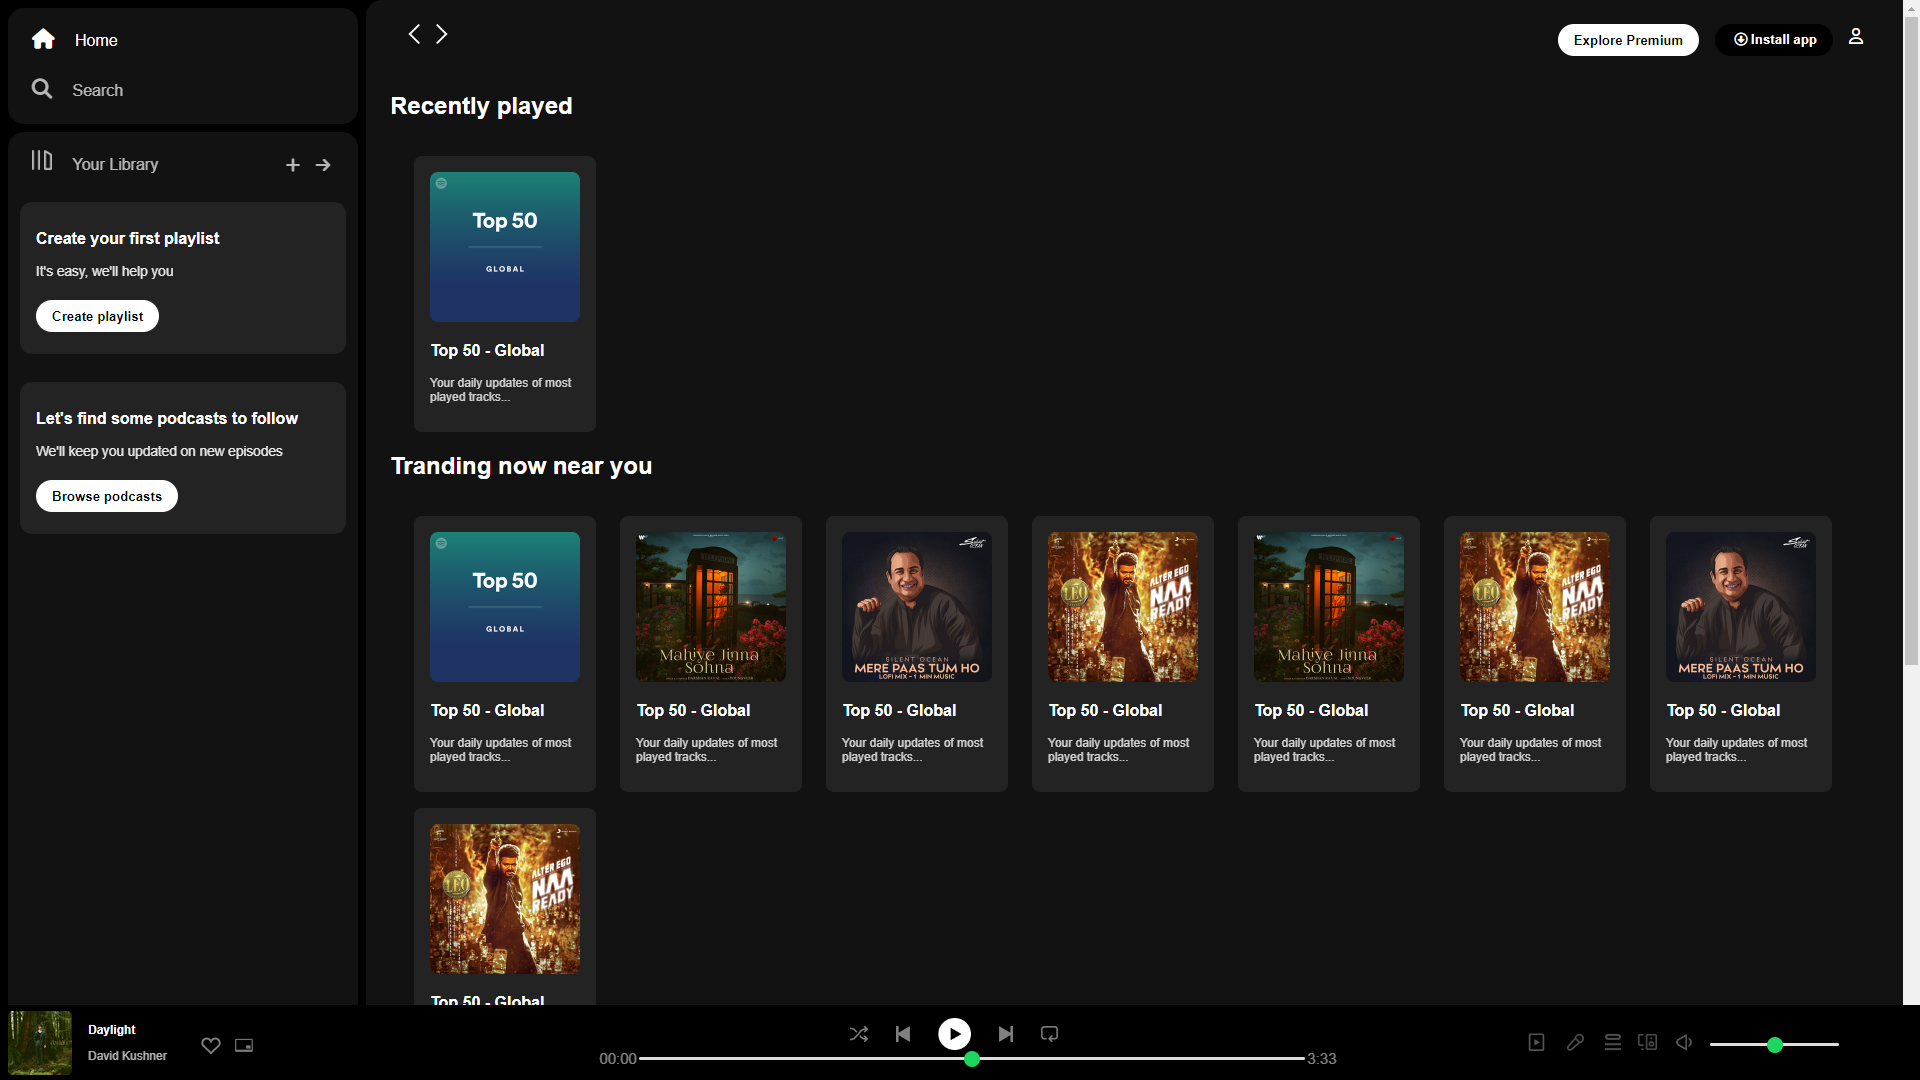 Home
Search
Your Library
Create your first playlist
It's easy, we'll help you
Create playlist
Let's find some podcasts to follow
We'll keep you updated on new episodes
Browse podcasts
Explore Premium
Install app
Recently played
Top 50
GLOBAL
Top 50 - Global
Your daily updates of most
played tracks...
Tranding now near you
Top 50
GLOBAL
Top 50 - Global
Your daily updates of most
played tracks...
Mahiye Jinna
Sohna
Top 50 - Global
Your daily updates of most
played tracks...
Silent
OCEAN
SILENT OCEAN
MERE PAAS TUM HO
LOFI MIX - 1 MIN MUSIC
Top 50 - Global
Your daily updates of most
played tracks...
LEO
ALTER EGO
NAA
READY
Top 50 - Global
Your daily updates of most
played tracks...
Mahiye Jinna
Sohna
Top 50 - Global
Your daily updates of most
played tracks...
LEO
ALTER EGO
NAA
READY
Top 50 - Global
Your daily updates of most
played tracks...
Silent
OCEAN
SILENT OCEAN
MERE PAAS TUM HO
LOFI MIX - 1 MIN MUSIC
Top 50 - Global
Your daily updates of most
played tracks...
LEO
ALTER EGO
NAA
READY
Top 50 - Global
Daylight
David Kushner
00:00
3:33